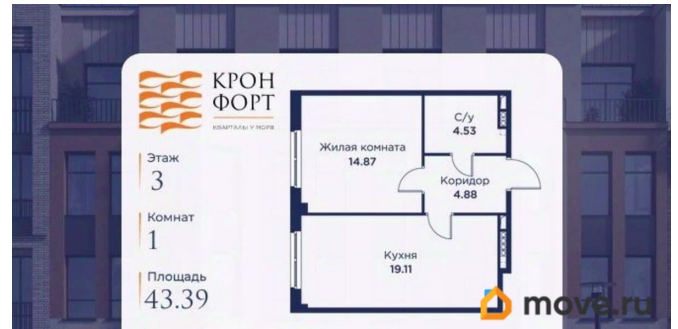 КРОН
ФОРТ
КВАРТАЛЫ У МОРЯ
Этаж
3
Комнат
1
Площадь
43.39
С/у
4.53
Жилая комната
14.87
Коридор
4.88
Кухня
19.11
move.ru